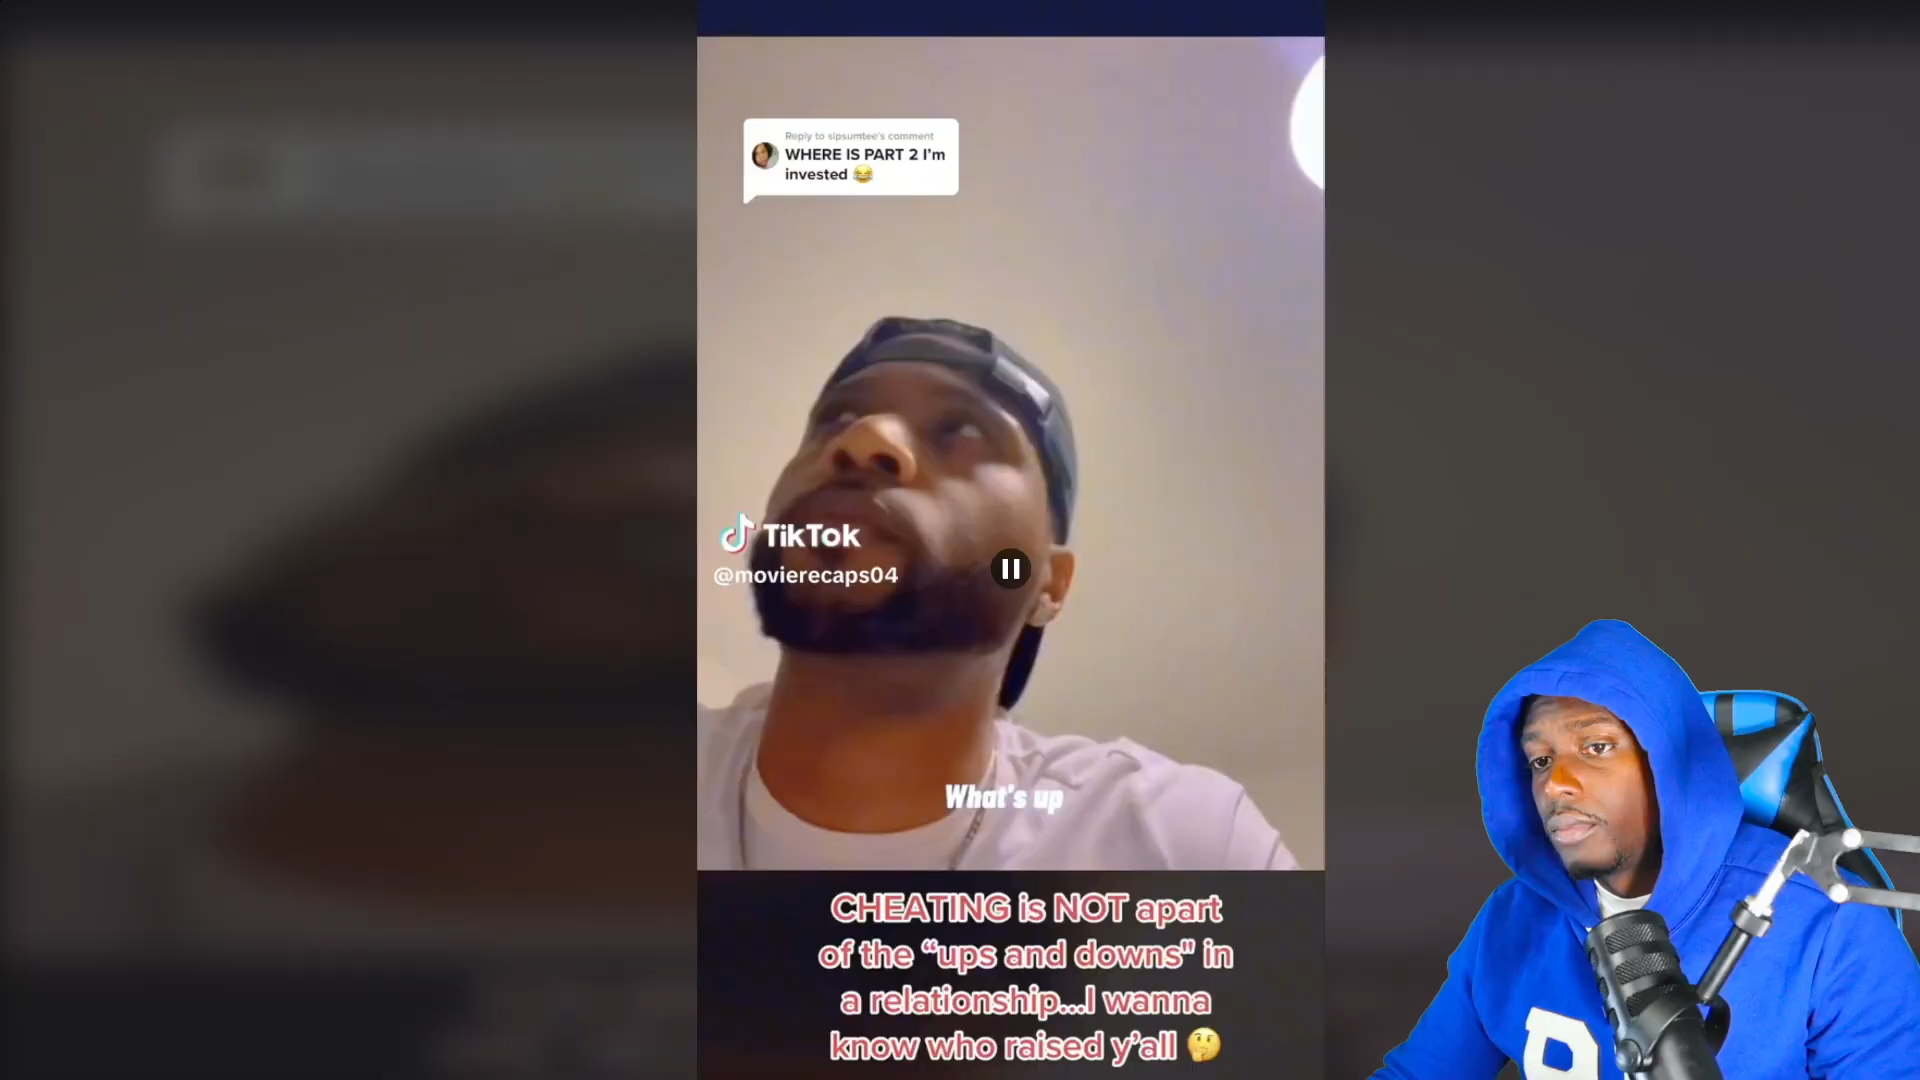 Reply to sipsumtee's comment
WHERE IS PART 2 I'm
invested 😂
TikTok
@movierecaps04
What's up
CHEATING is NOT apart
of the “ups and downs" in
a relationship...I wanna
know who raised y'all 🤔